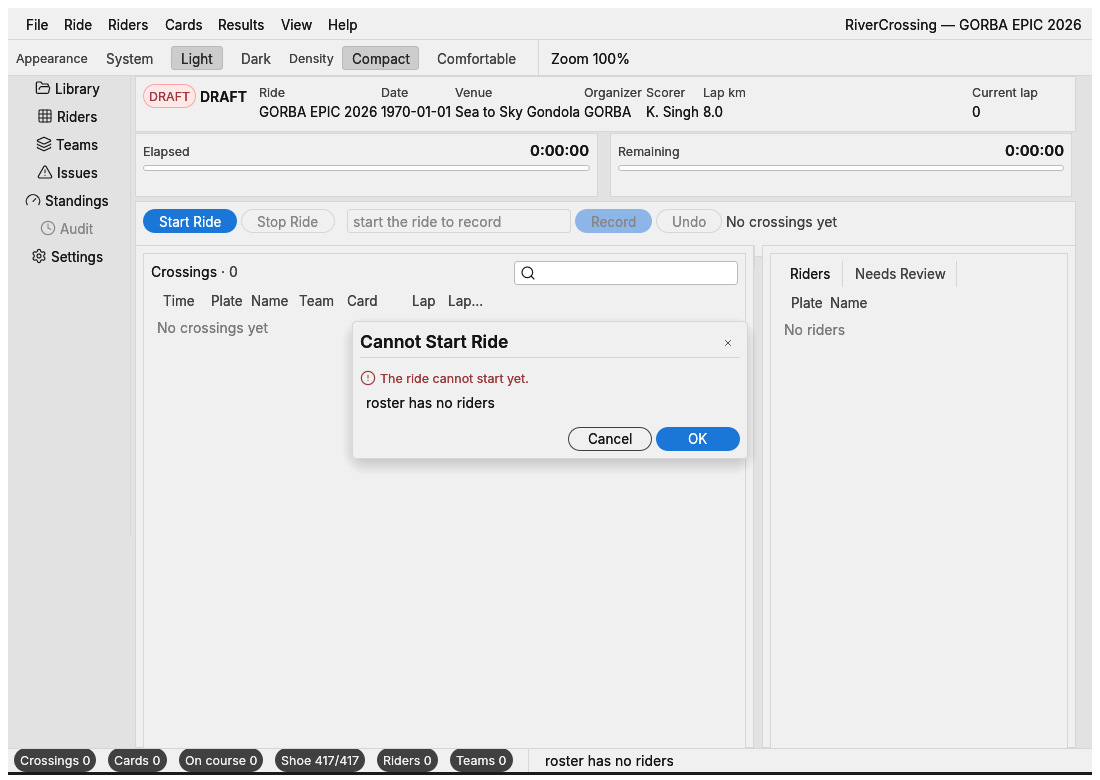 File Ride Riders Cards Results View Help RiverCrossing — GORBA EPIC 2026
Appearance System Light Dark Density Compact Comfortable Zoom 100%
Library
Riders
Teams
Issues
Standings
Audit
Settings
DRAFT DRAFT
Ride Date Venue Organizer Scorer Lap km Current lap
GORBA EPIC 2026 1970-01-01 Sea to Sky Gondola GORBA K. Singh 8.0 0
Elapsed 0:00:00 Remaining 0:00:00
Start Ride Stop Ride start the ride to record Record Undo No crossings yet
Crossings · 0
Time Plate Name Team Card Lap Lap...
No crossings yet
Riders Needs Review
Plate Name
No riders
Cannot Start Ride ×
The ride cannot start yet.
roster has no riders
Cancel OK
Crossings 0 Cards 0 On course 0 Shoe 417/417 Riders 0 Teams 0 roster has no riders